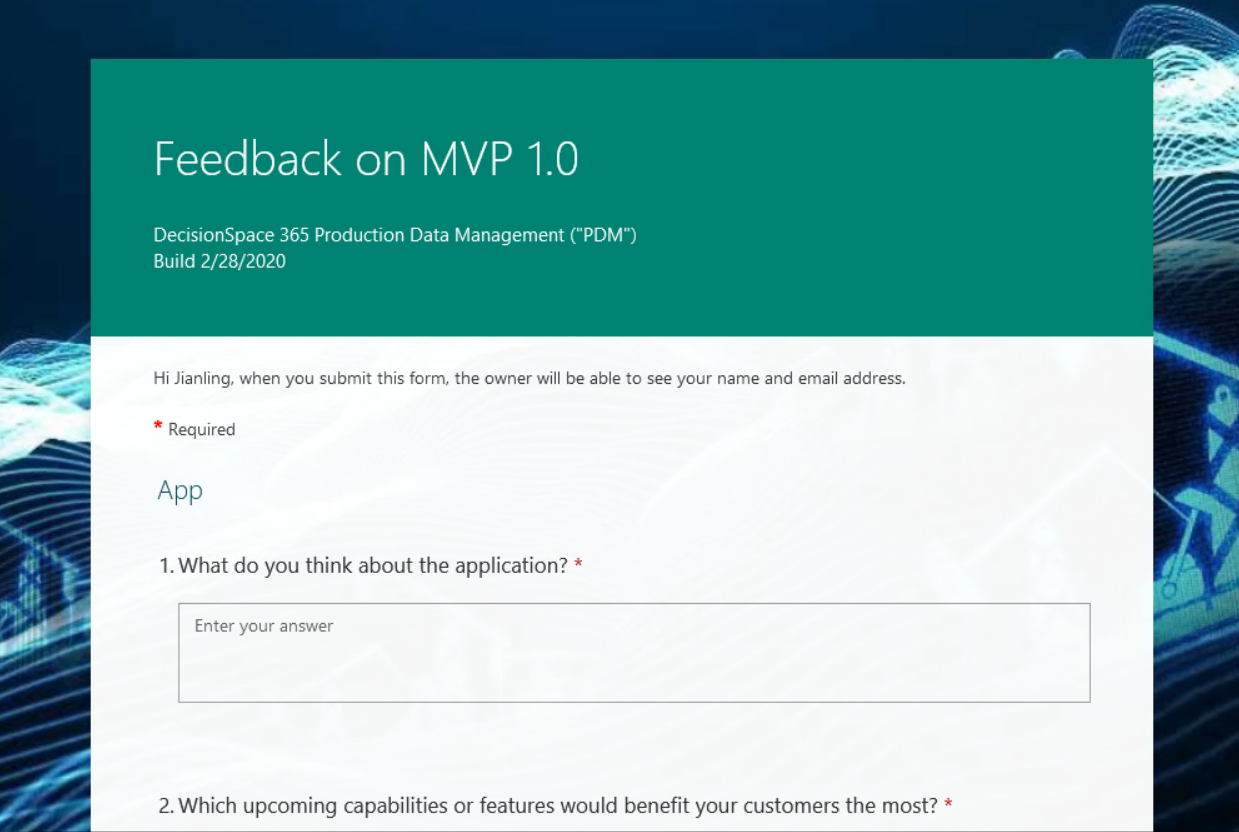 Feedback on MVP 1.0
DecisionSpace 365 Production Data Management ("PDM")
Build 2/28/2020
Hi Jianling, when you submit this form, the owner will be able to see your name and email address.
* Required
App
1. What do you think about the application? *
Enter your answer
2. Which upcoming capabilities or features would benefit your customers the most? *